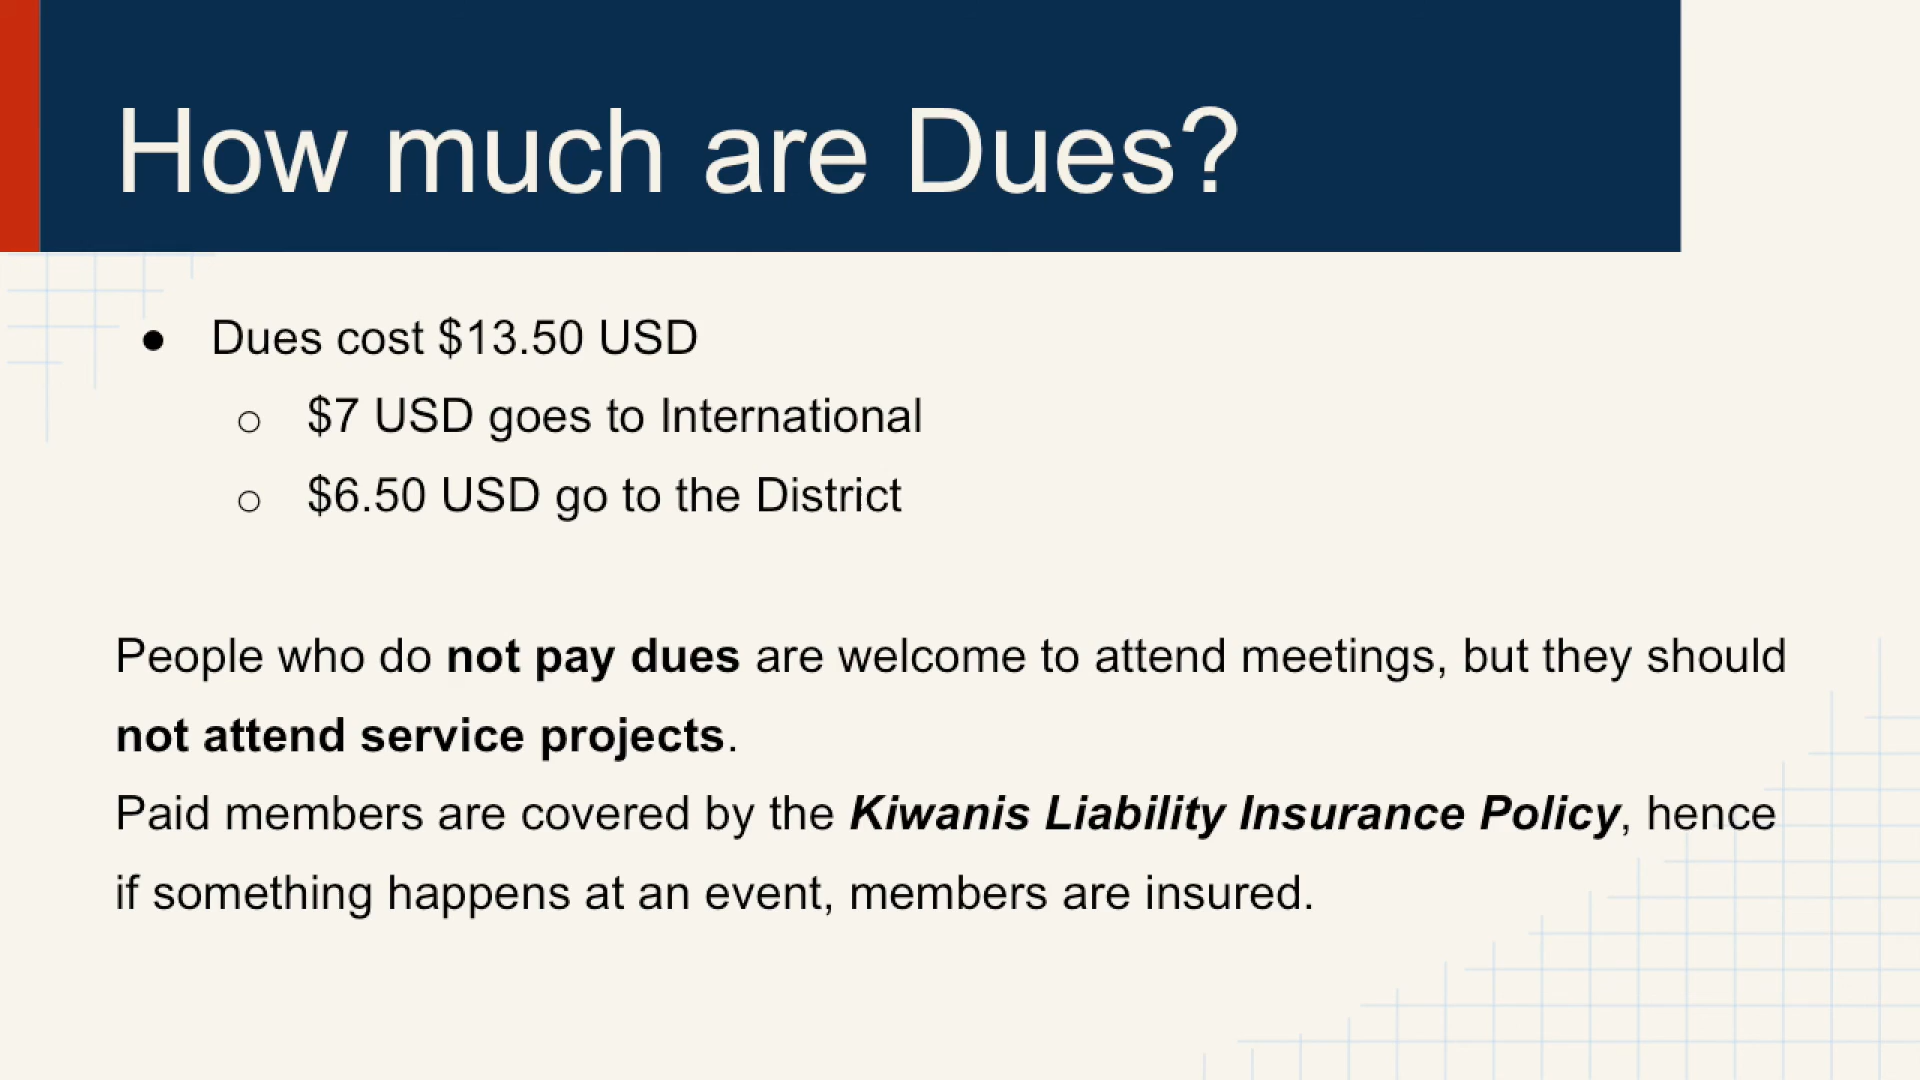 How much are Dues?
● Dues cost $13.50 USD
○ $7 USD goes to International
○ $6.50 USD go to the District
People who do not pay dues are welcome to attend meetings, but they should
not attend service projects.
Paid members are covered by the Kiwanis Liability Insurance Policy, hence
if something happens at an event, members are insured.